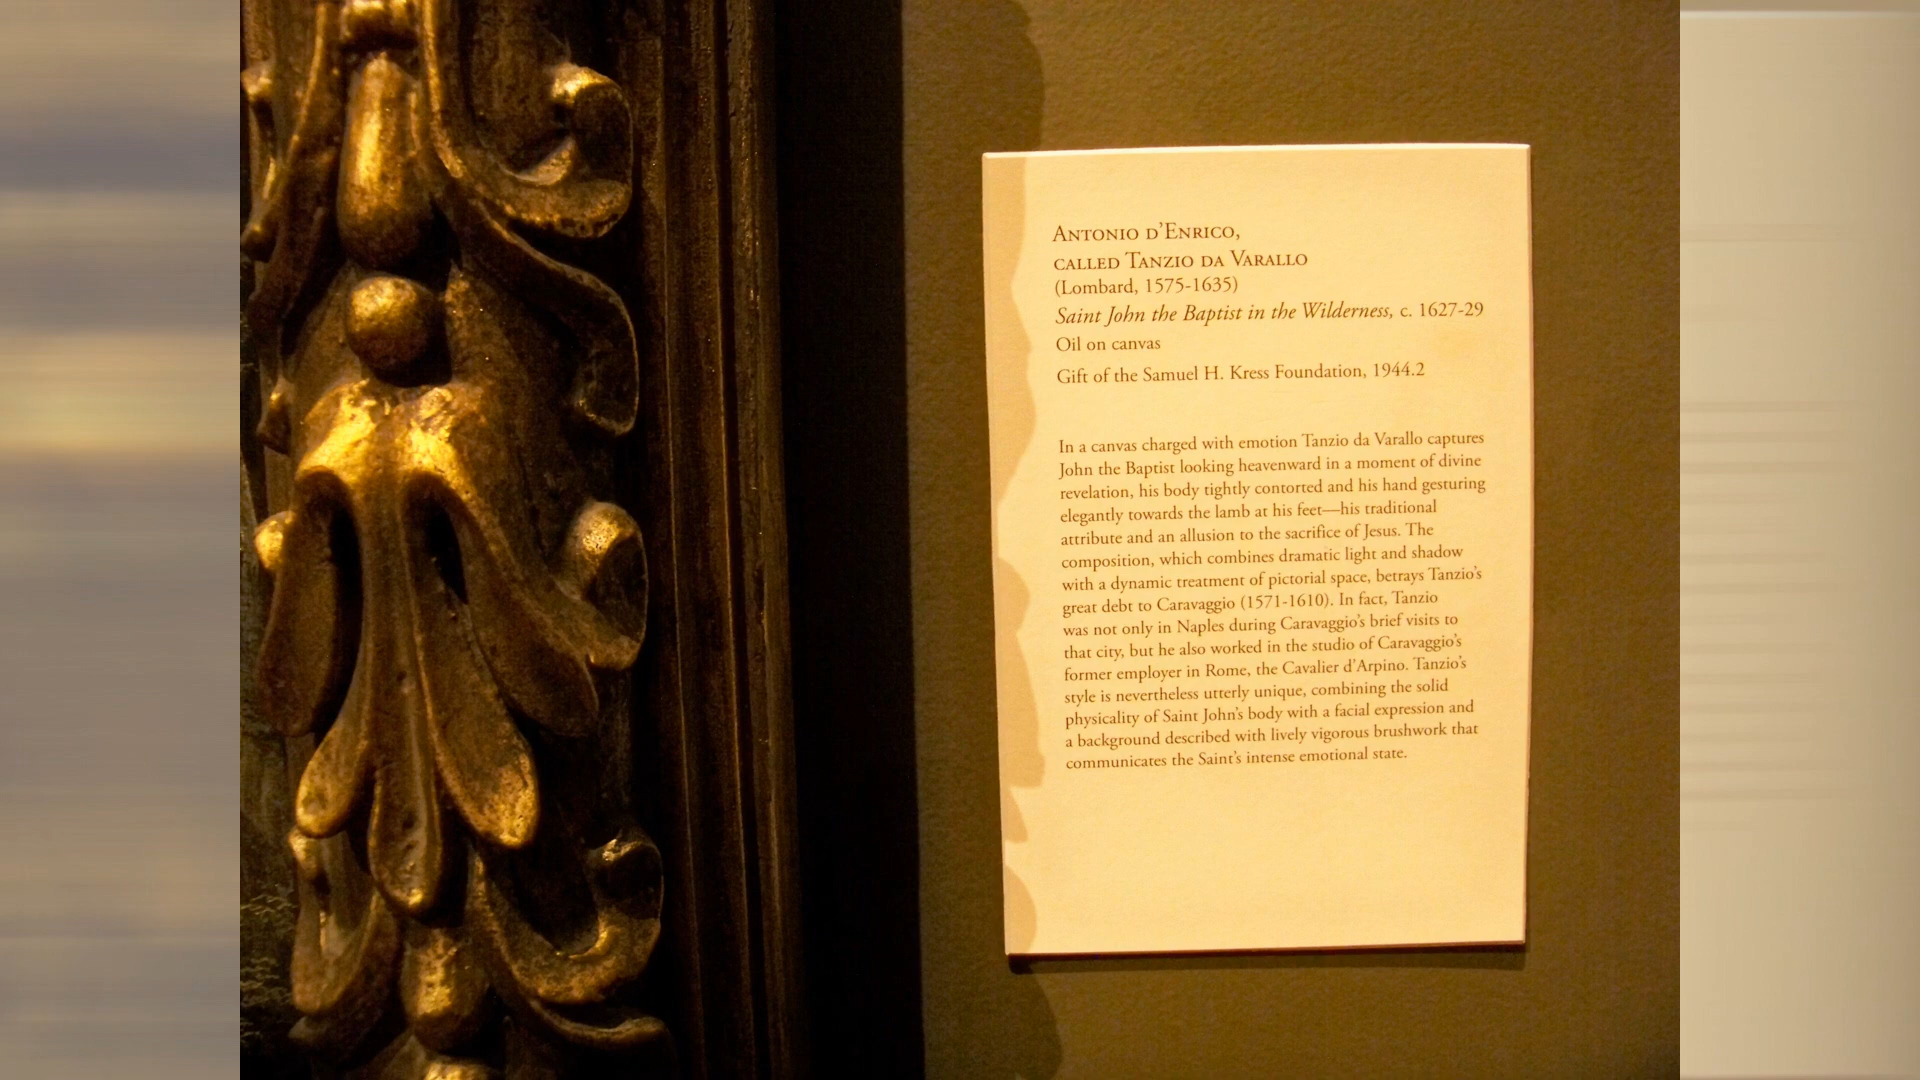 ANTONIO D'ENRICO,
CALLED TANZIO DA VARALLO
(Lombard, 1575-1635)
Saint John the Baptist in the Wilderness, c. 1627-29
Oil on canvas
Gift of the Samuel H. Kress Foundation, 1944.2
In a canvas charged with emotion Tanzio da Varallo captures
John the Baptist looking heavenward in a moment of divine
revelation, his body tightly contorted and his hand gesturing
elegantly towards the lamb at his feet—his traditional
attribute and an allusion to the sacrifice of Jesus. The
composition, which combines dramatic light and shadow
with a dynamic treatment of pictorial space, betrays Tanzio's
great debt to Caravaggio (1571-1610). In fact, Tanzio
was not only in Naples during Caravaggio's brief visits to
that city, but he also worked in the studio of Caravaggio's
former employer in Rome, the Cavalier d'Arpino. Tanzio's
style is nevertheless utterly unique, combining the solid
physicality of Saint John's body with a facial expression and
a background described with lively vigorous brushwork that
communicates the Saint's intense emotional state.